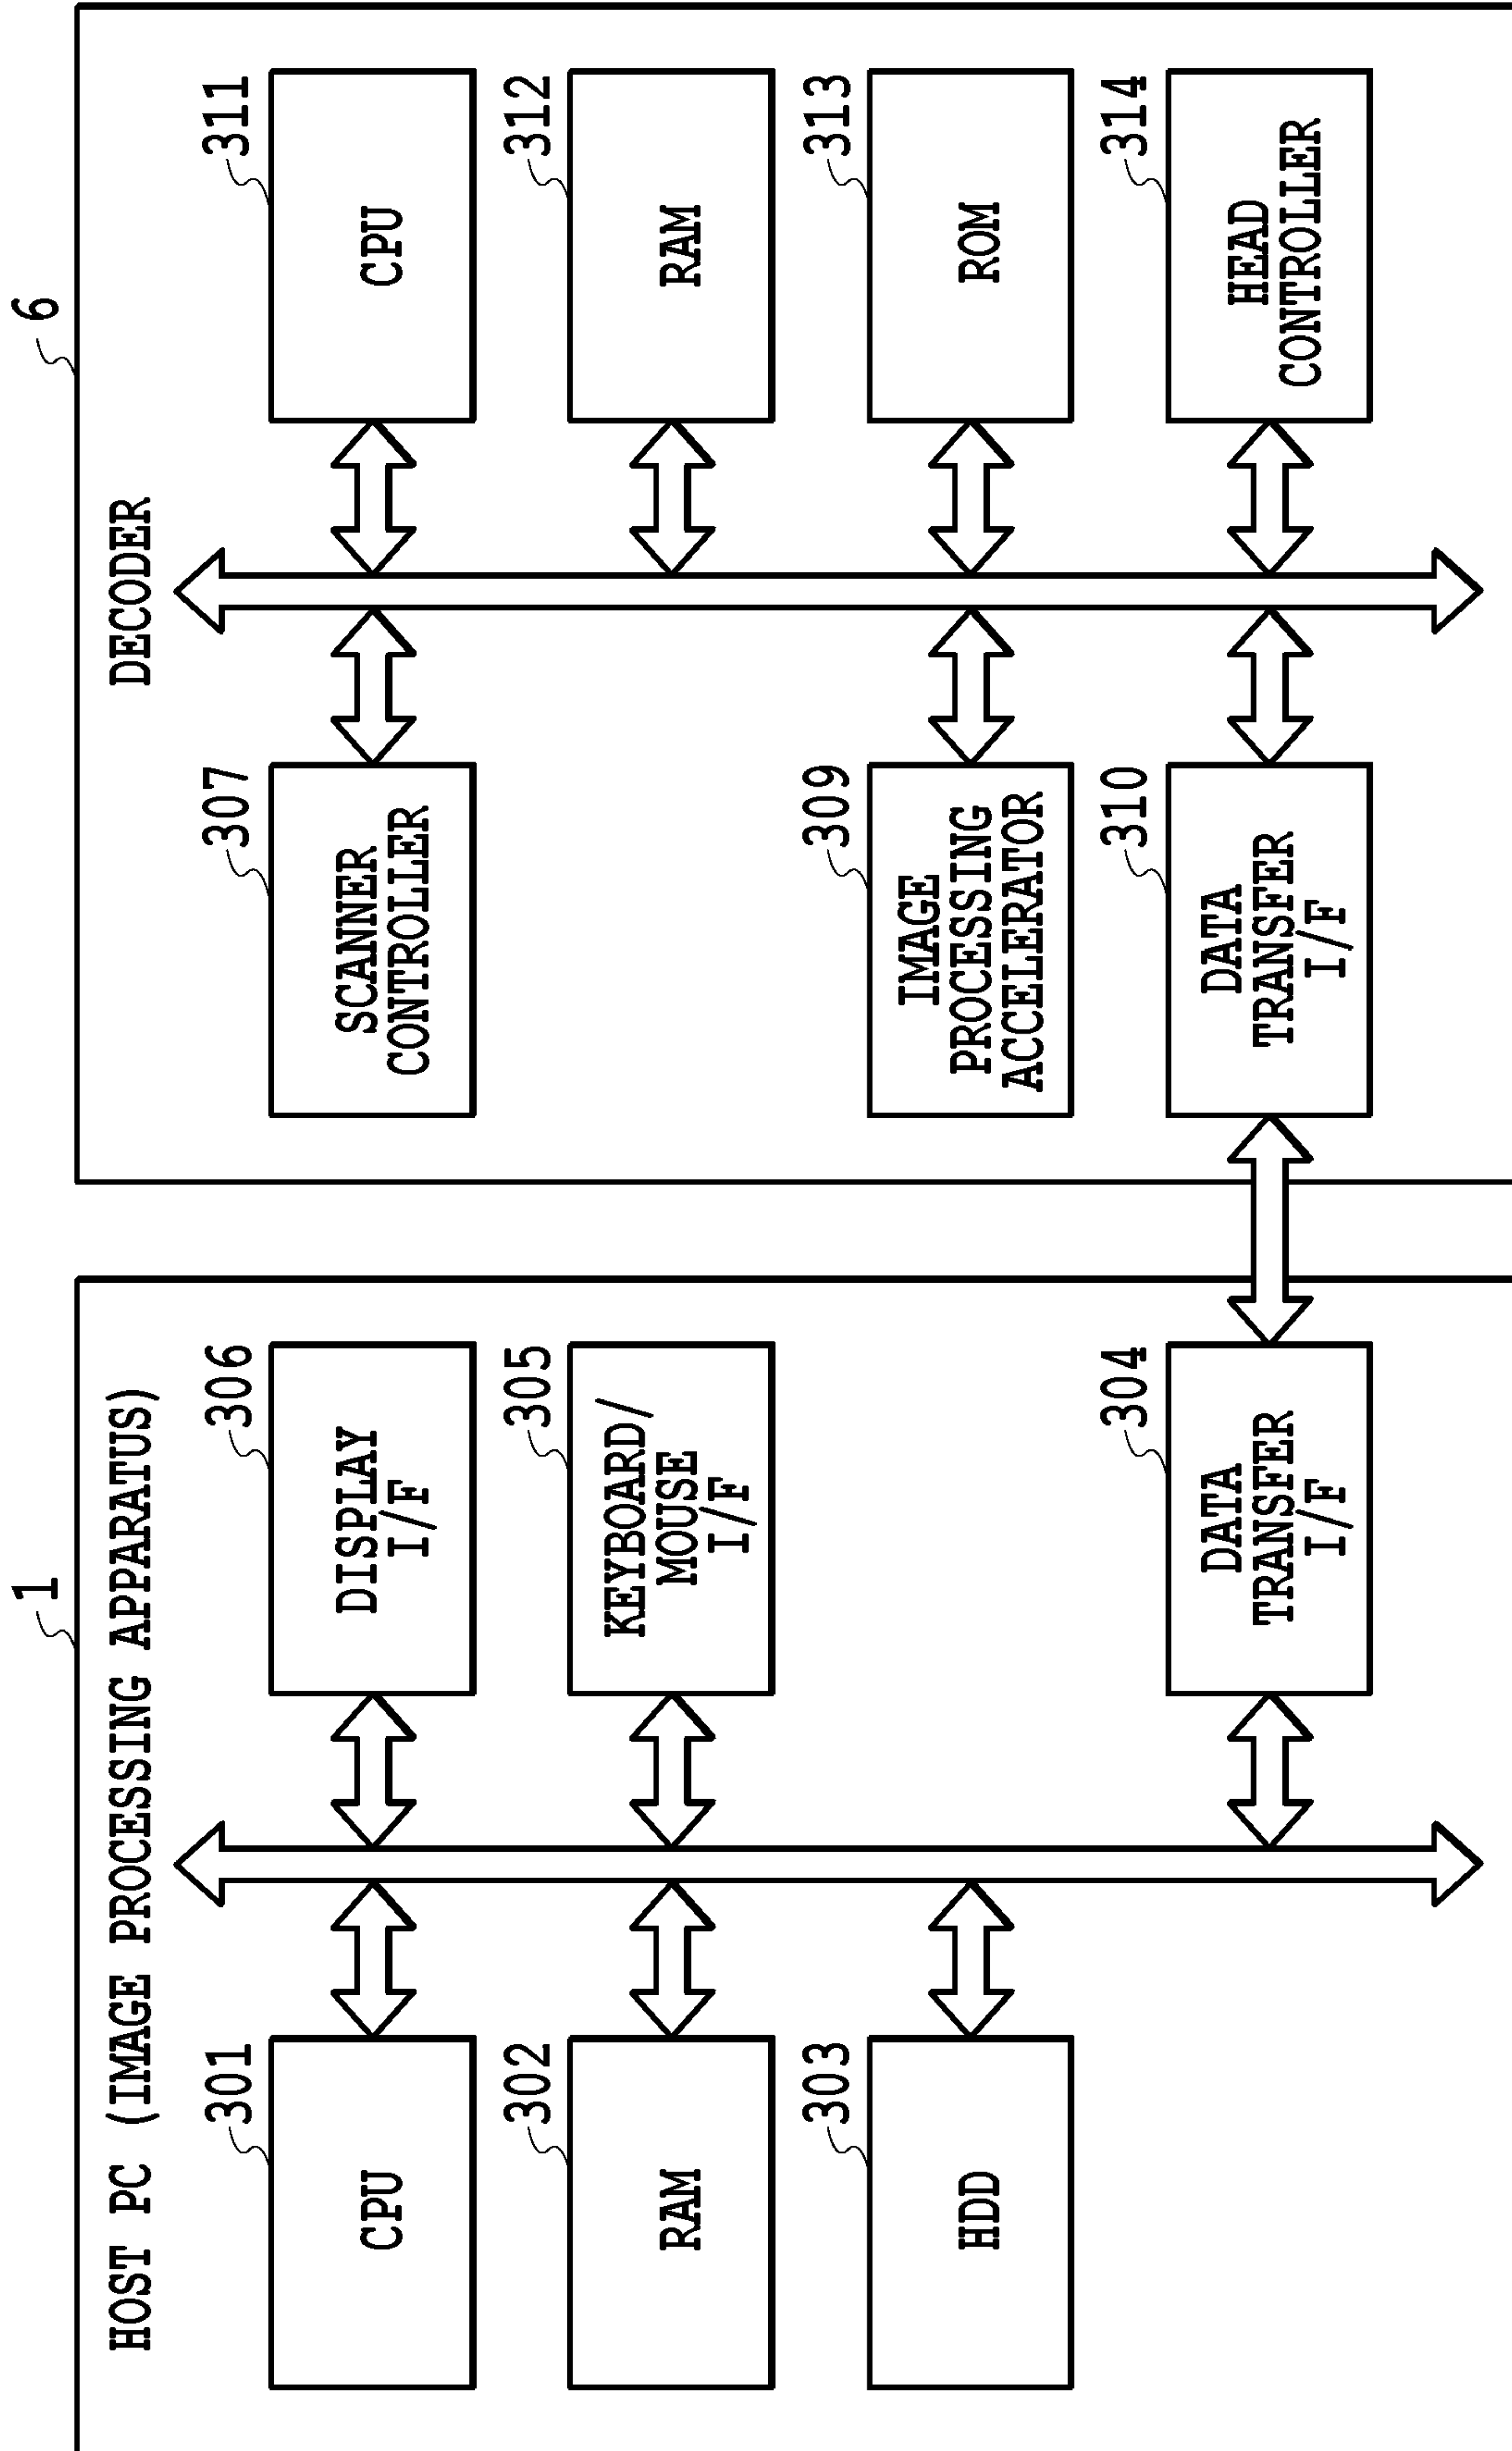 1
HOST PC (IMAGE PROCESSING APPARATUS)
301
CPU
302
RAM
303
HDD
306
DISPLAY
I/F
305
KEYBOARD/
MOUSE
I/F
304
DATA
TRANSFER
I/F
6
DECODER
307
SCANNER
CONTROLLER
309
IMAGE
PROCESSING
ACCELERATOR
310
DATA
TRANSFER
I/F
311
CPU
312
RAM
313
ROM
314
HEAD
CONTROLLER